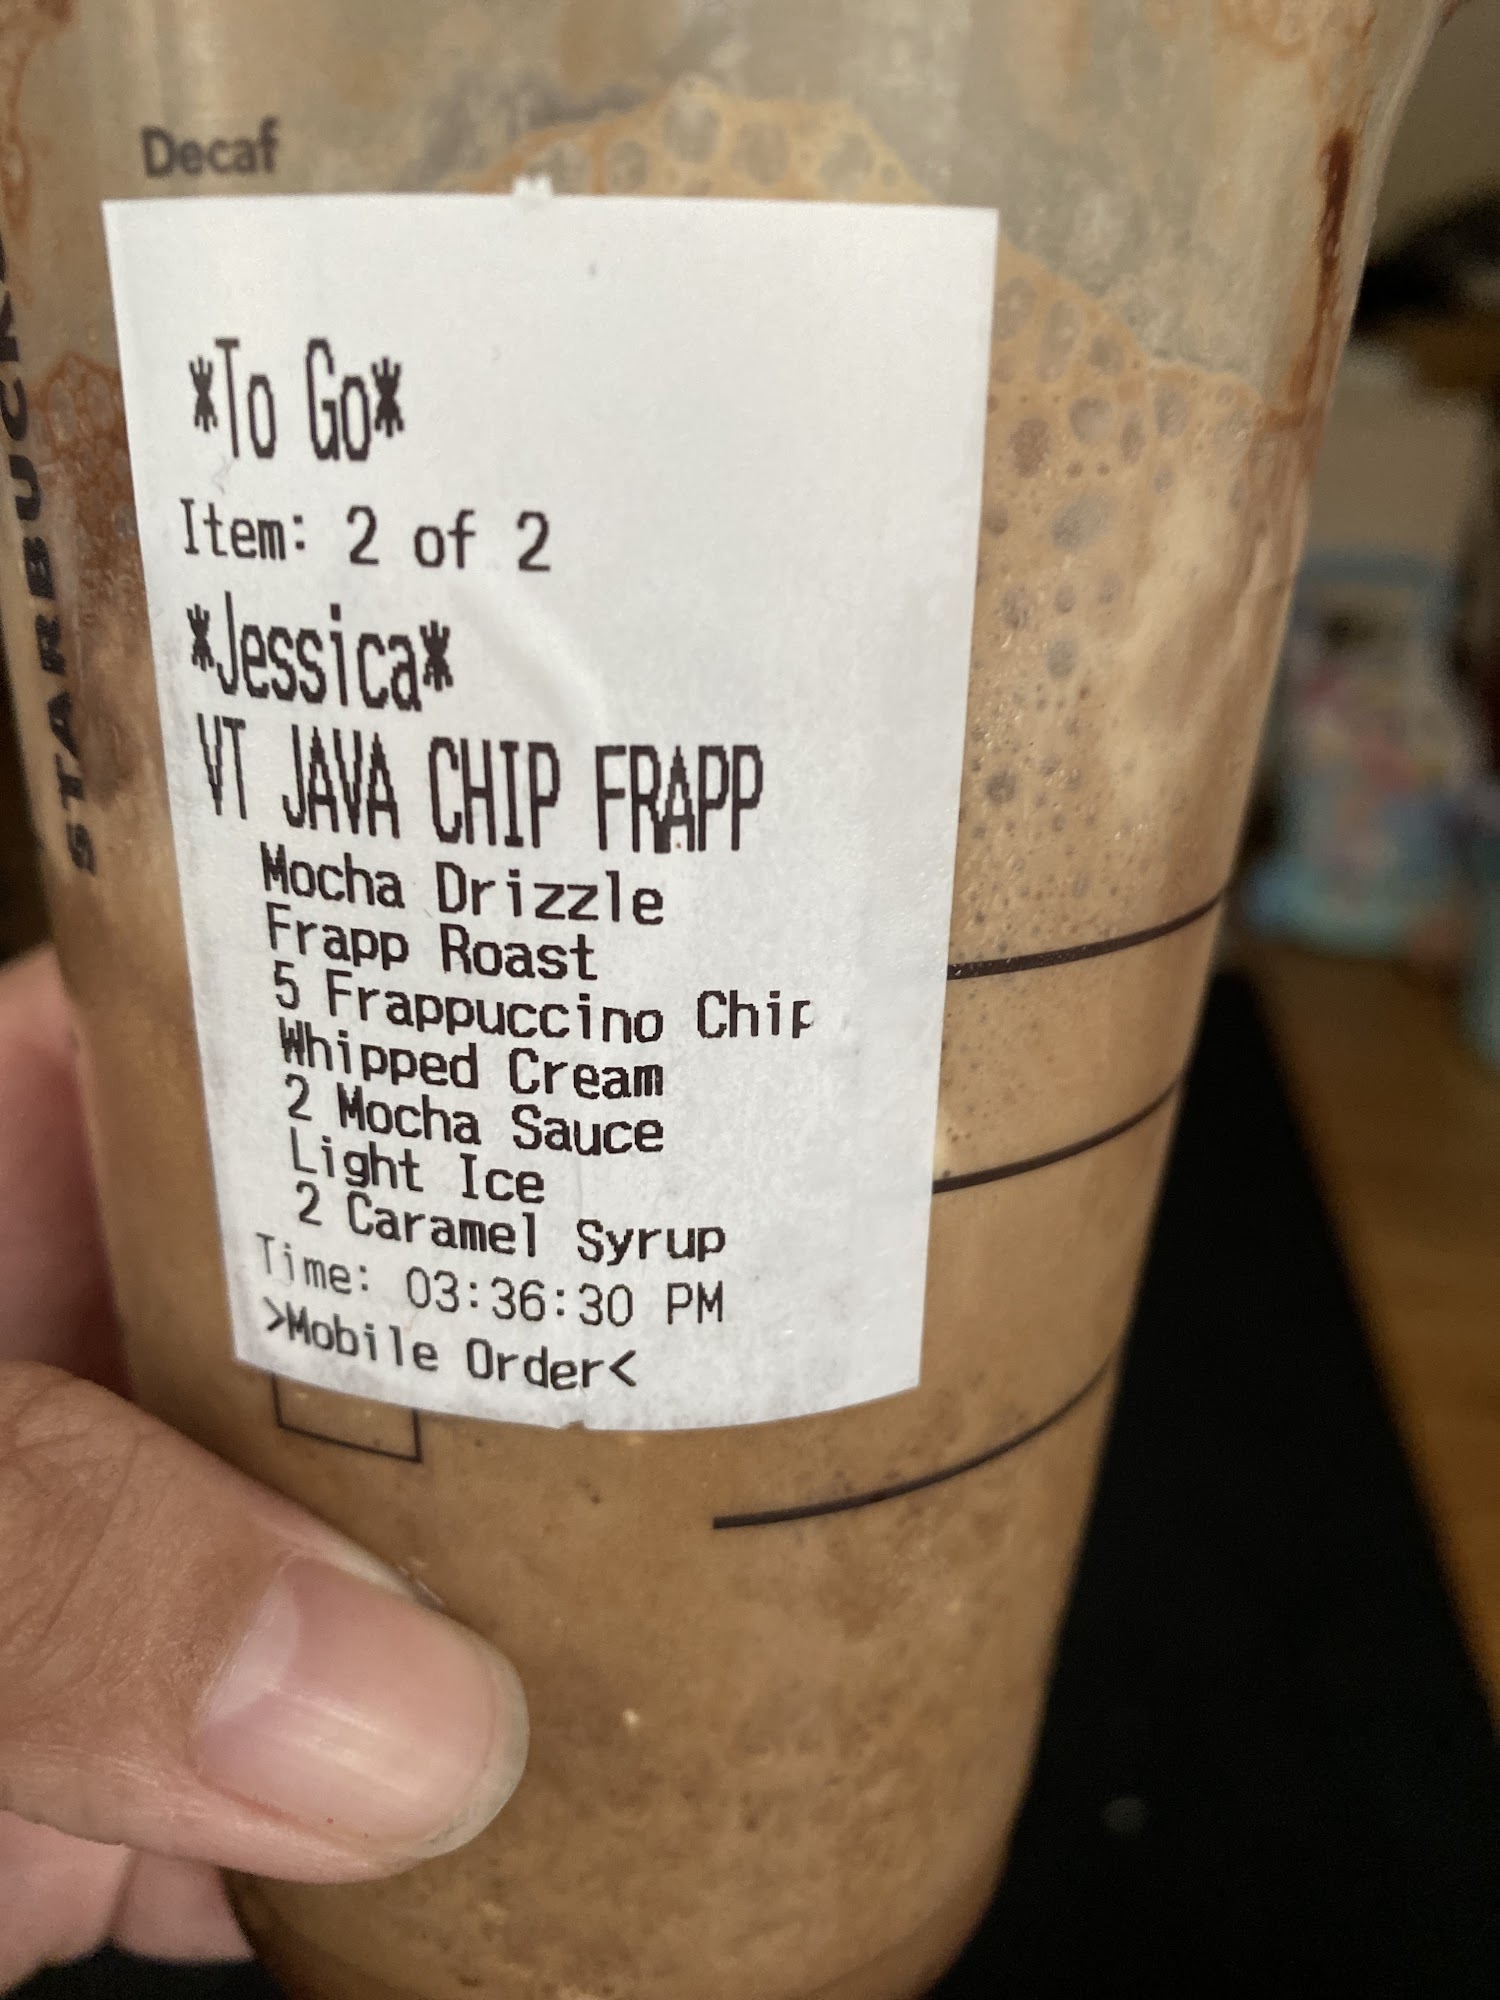 Decaf
STARBUCKS
*To Go*
Item: 2 of 2
*Jessica*
VT JAVA CHIP FRAPP
Mocha Drizzle
Frapp Roast
5 Frappuccino Chip
Whipped Cream
2 Mocha Sauce
Light Ice
2 Caramel Syrup
Time: 03:36:30 PM
>Mobile Order<